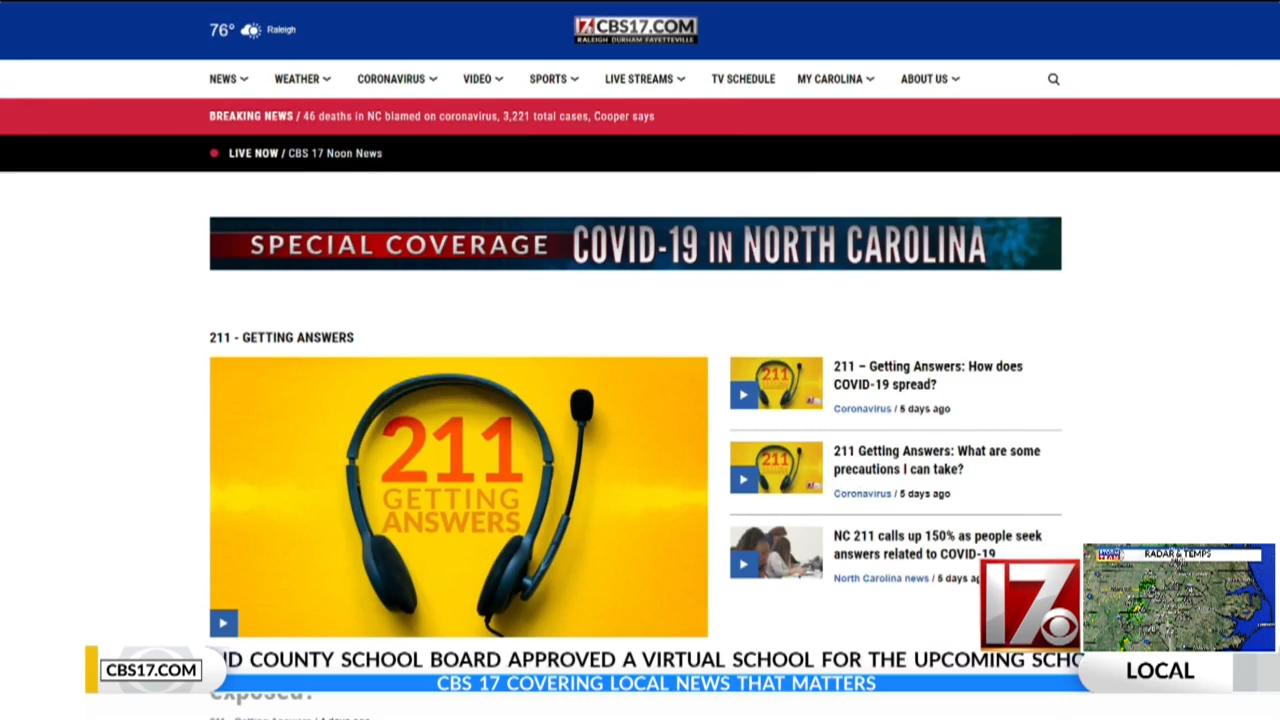 76° Raleigh
17 CBS17.COM
RALEIGH DURHAM FAYETTEVILLE
NEWS WEATHER CORONAVIRUS VIDEO SPORTS LIVE STREAMS TV SCHEDULE MY CAROLINA ABOUT US
BREAKING NEWS / 46 deaths in NC blamed on coronavirus, 3,221 total cases, Cooper says
LIVE NOW / CBS 17 Noon News
SPECIAL COVERAGE COVID-19 IN NORTH CAROLINA
211 - GETTING ANSWERS
211
GETTING
ANSWERS
211
211 – Getting Answers: How does
COVID-19 spread?
Coronavirus / 5 days ago
211
211 Getting Answers: What are some
precautions I can take?
Coronavirus / 5 days ago
NC 211 calls up 150% as people seek
answers related to COVID-19
North Carolina news / 5 days
17
RADAR & TEMPS
CBS17.COM
COUNTY SCHOOL BOARD APPROVED A VIRTUAL SCHOOL FOR THE UPCOMING
CBS 17 COVERING LOCAL NEWS THAT MATTERS
LOCAL